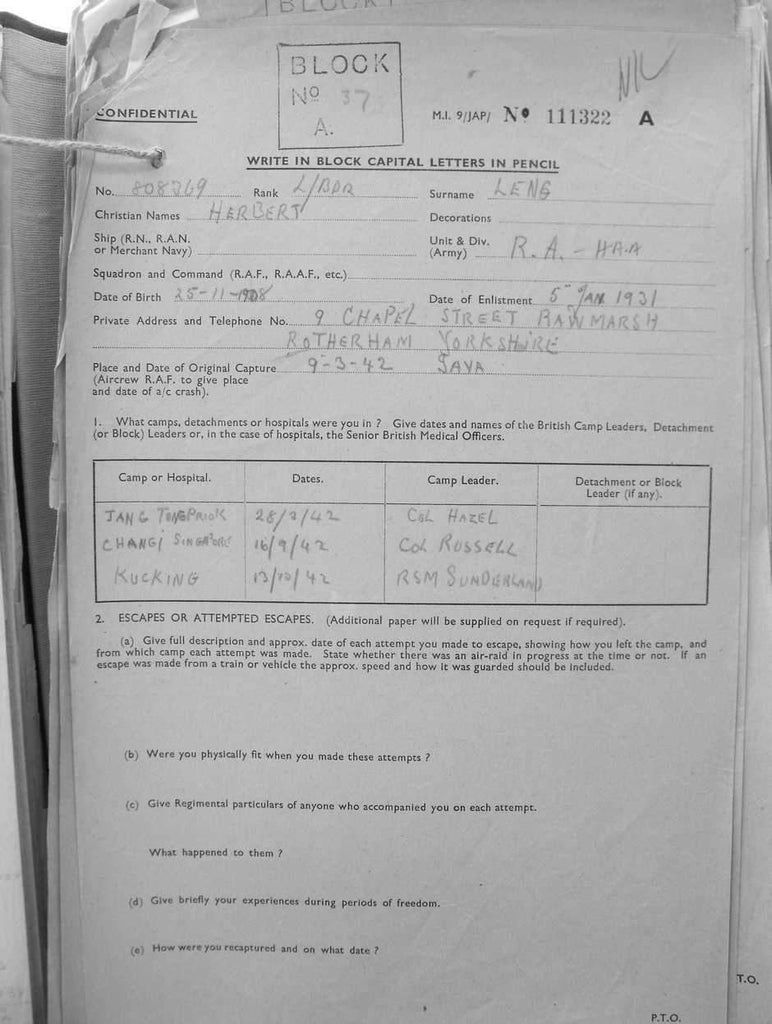 BLOCK
BLOCK
Nº 37
A.
NIL
CONFIDENTIAL
M.I. 9/JAP/ Nº 111322 A
WRITE IN BLOCK CAPITAL LETTERS IN PENCIL
No. 808269 Rank L/BDR Surname LENG
Christian Names HERBERT Decorations
Ship (R.N., R.A.N. or Merchant Navy) Unit & Div. (Army) R.A. - HAA
Squadron and Command (R.A.F., R.A.A.F., etc.)
Date of Birth 25-11-1908 Date of Enlistment 5 JAN 1931
Private Address and Telephone No. 9 CHAPEL STREET RAWMARSH
ROTHERHAM YORKSHIRE
Place and Date of Original Capture 9-3-42 JAVA
(Aircrew R.A.F. to give place
and date of a/c crash).
1. What camps, detachments or hospitals were you in ? Give dates and names of the British Camp Leaders, Detachment
(or Block) Leaders or, in the case of hospitals, the Senior British Medical Officers.
Camp or Hospital. Dates. Camp Leader. Detachment or Block
Leader (if any).
TANG TONGPRIOK 28/3/42 COL HAZEL
CHANGI SINGAPORE 16/9/42 COL RUSSELL
KUCKING 13/10/42 RSM SUNDERLAND
2. ESCAPES OR ATTEMPTED ESCAPES. (Additional paper will be supplied on request if required).
(a) Give full description and approx. date of each attempt you made to escape, showing how you left the camp, and
from which camp each attempt was made. State whether there was an air-raid in progress at the time or not. If an
escape was made from a train or vehicle the approx. speed and how it was guarded should be included.
(b) Were you physically fit when you made these attempts ?
(c) Give Regimental particulars of anyone who accompanied you on each attempt.
What happened to them ?
(d) Give briefly your experiences during periods of freedom.
(e) How were you recaptured and on what date ?
T.O.
P.T.O.